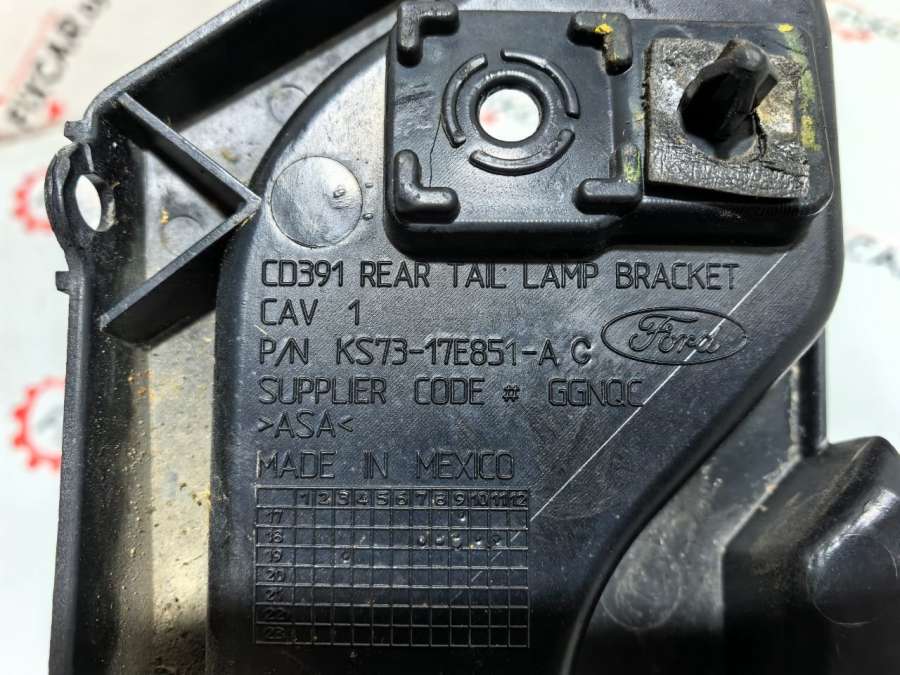 CD391 REAR TAIL LAMP BRACKET
CAV 1
P/N KS73-17E851-A C
Ford
SUPPLIER CODE # GGNQC
>ASA<
MADE IN MEXICO
1 2 3 4 5 6 7 8 9 10 11 12
17
18
19
20
21
22
23